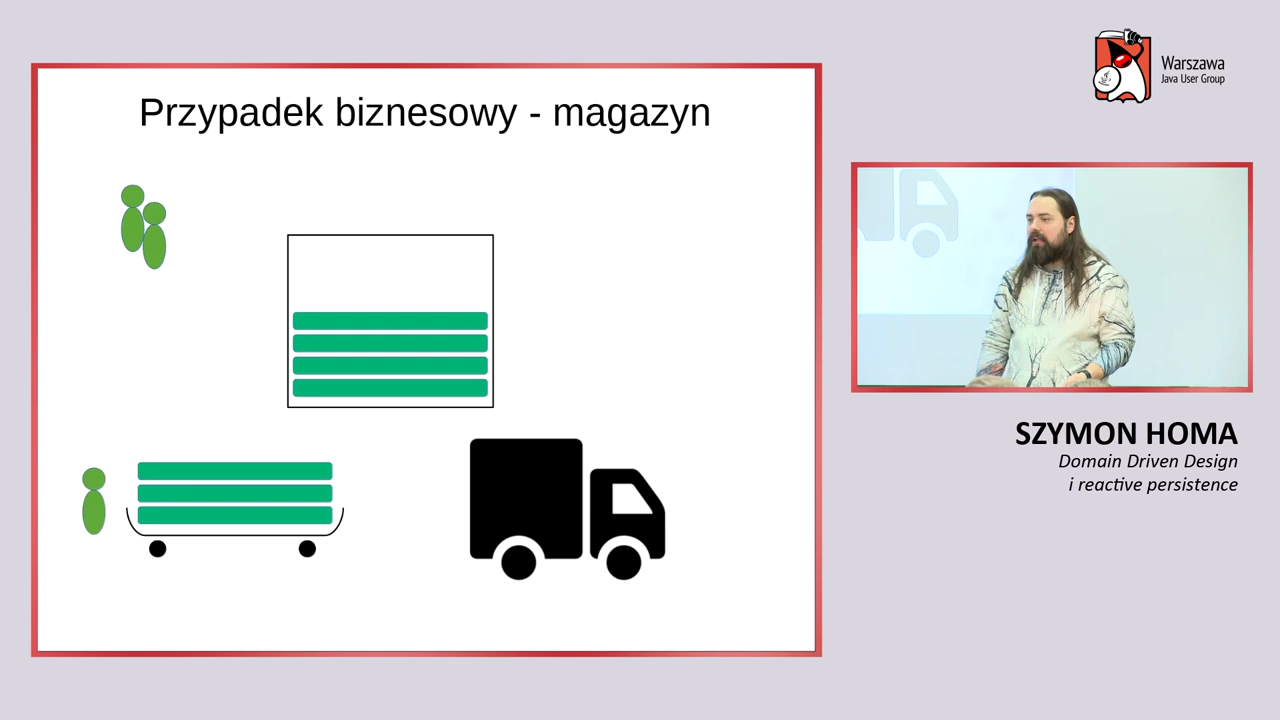 Przypadek biznesowy - magazyn
Warszawa
Java User Group
SZYMON HOMA
Domain Driven Design
i reactive persistence